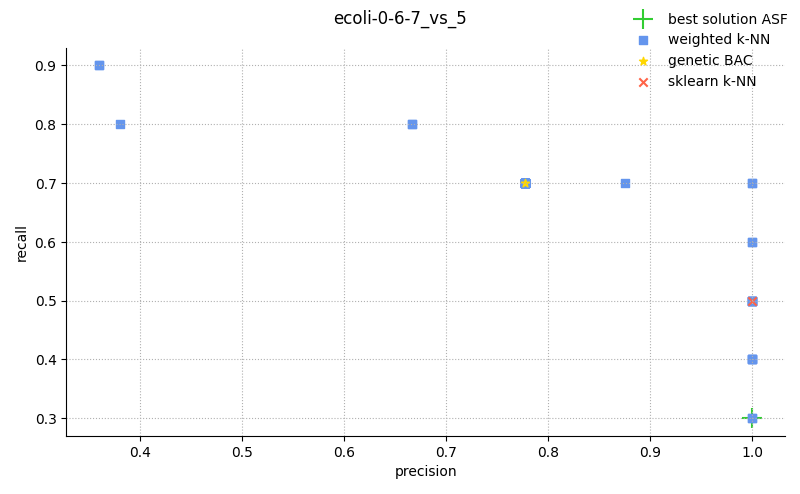 ecoli-0-6-7_vs_5
best solution ASF
weighted k-NN
genetic BAC
sklearn k-NN
0.9
0.8
0.7
0.6
0.5
0.4
0.3
recall
0.4 0.5 0.6 0.7 0.8 0.9 1.0
precision